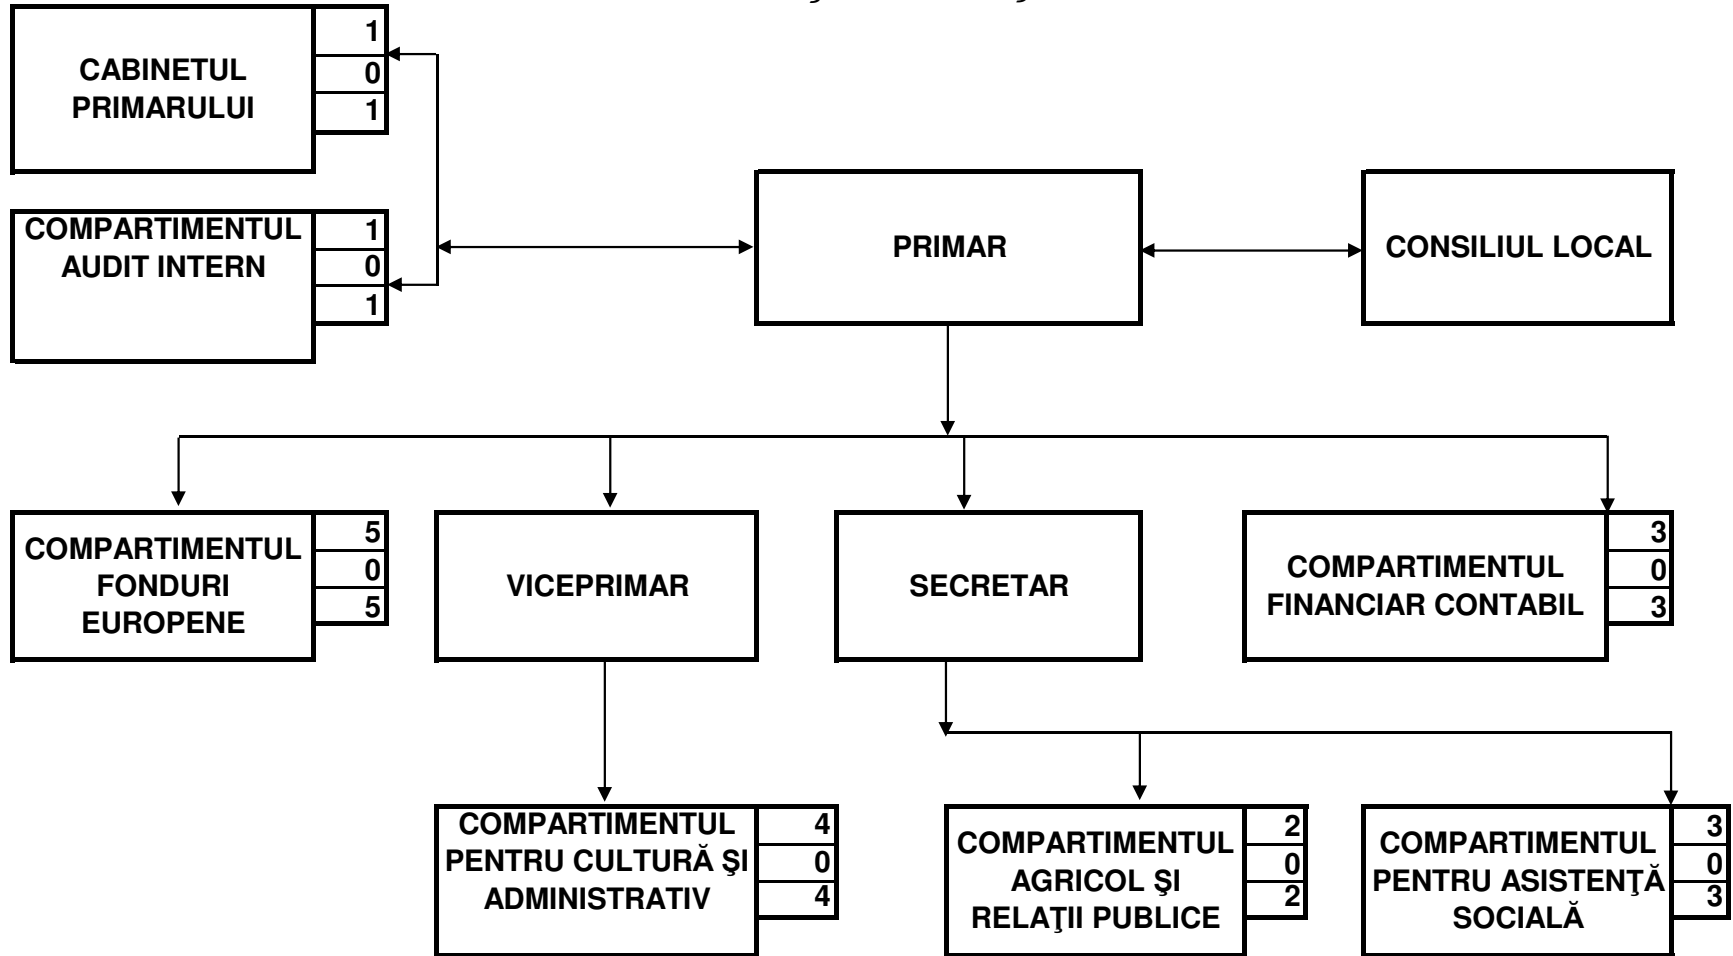 CABINETUL
PRIMARULUI
1
0
1
COMPARTIMENTUL
AUDIT INTERN
1
0
1
PRIMAR
CONSILIUL LOCAL
COMPARTIMENTUL
FONDURI
EUROPENE
5
0
5
VICEPRIMAR
SECRETAR
COMPARTIMENTUL
FINANCIAR CONTABIL
3
0
3
COMPARTIMENTUL
PENTRU CULTURĂ ŞI
ADMINISTRATIV
4
0
4
COMPARTIMENTUL
AGRICOL ŞI
RELAŢII PUBLICE
2
0
2
COMPARTIMENTUL
PENTRU ASISTENŢĂ
SOCIALĂ
3
0
3